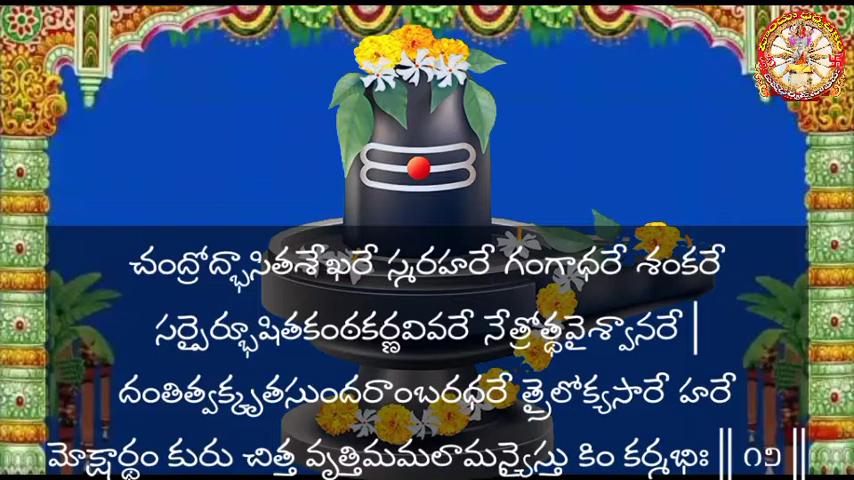 చంద్రోద్భాసితశేఖరే స్మరహరే గంగాధరే శంకరే
సర్పైర్భూషితకంఠకర్ణవివరే నేత్రోత్థవైశ్వానరే |
దంతిత్వక్కృతసుందరాంబరధరే త్రైలోక్యసారే హరే
మోక్షార్థం కురు చిత్త వృత్తిమమలామన్యైస్తు కిం కర్మభిః || ౧౨ ||